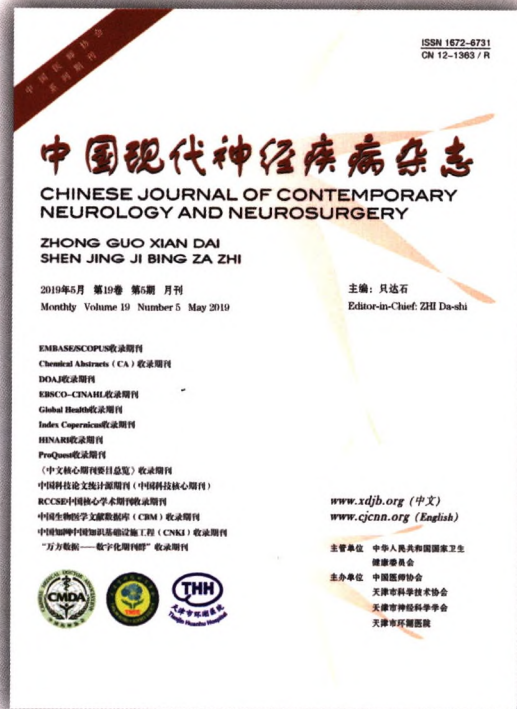 中国医师协会
系列期刊
ISSN 1672-6731
CN 12-1363 / R
中国现代神经疾病杂志
CHINESE JOURNAL OF CONTEMPORARY
NEUROLOGY AND NEUROSURGERY
ZHONG GUO XIAN DAI
SHEN JING JI BING ZA ZHI
2019年5月 第19卷 第5期 月刊
Monthly Volume 19 Number 5 May 2019
主编：只达石
Editor-in-Chief: ZHI Da-shi
EMBASE/SCOPUS收录期刊
Chemical Abstracts（CA）收录期刊
DOAJ收录期刊
EBSCO-CINAHL收录期刊
Global Health收录期刊
Index Copernicus收录期刊
HINARI收录期刊
ProQuest收录期刊
《中文核心期刊要目总览》收录期刊
中国科技论文统计源期刊（中国科技核心期刊）
RCCSE中国核心学术期刊收录期刊
中国生物医学文献数据库（CBM）收录期刊
中国知网中国知识基础设施工程（CNKI）收录期刊
“万方数据——数字化期刊群”收录期刊
www.xdjb.org (中文)
www.cjcnn.org (English)
主管单位 中华人民共和国国家卫生
健康委员会
主办单位 中国医师协会
天津市科学技术协会
天津市神经科学学会
天津市环湖医院
CMDA
THH
天津市环湖医院
Tianjin Huanhu Hospital